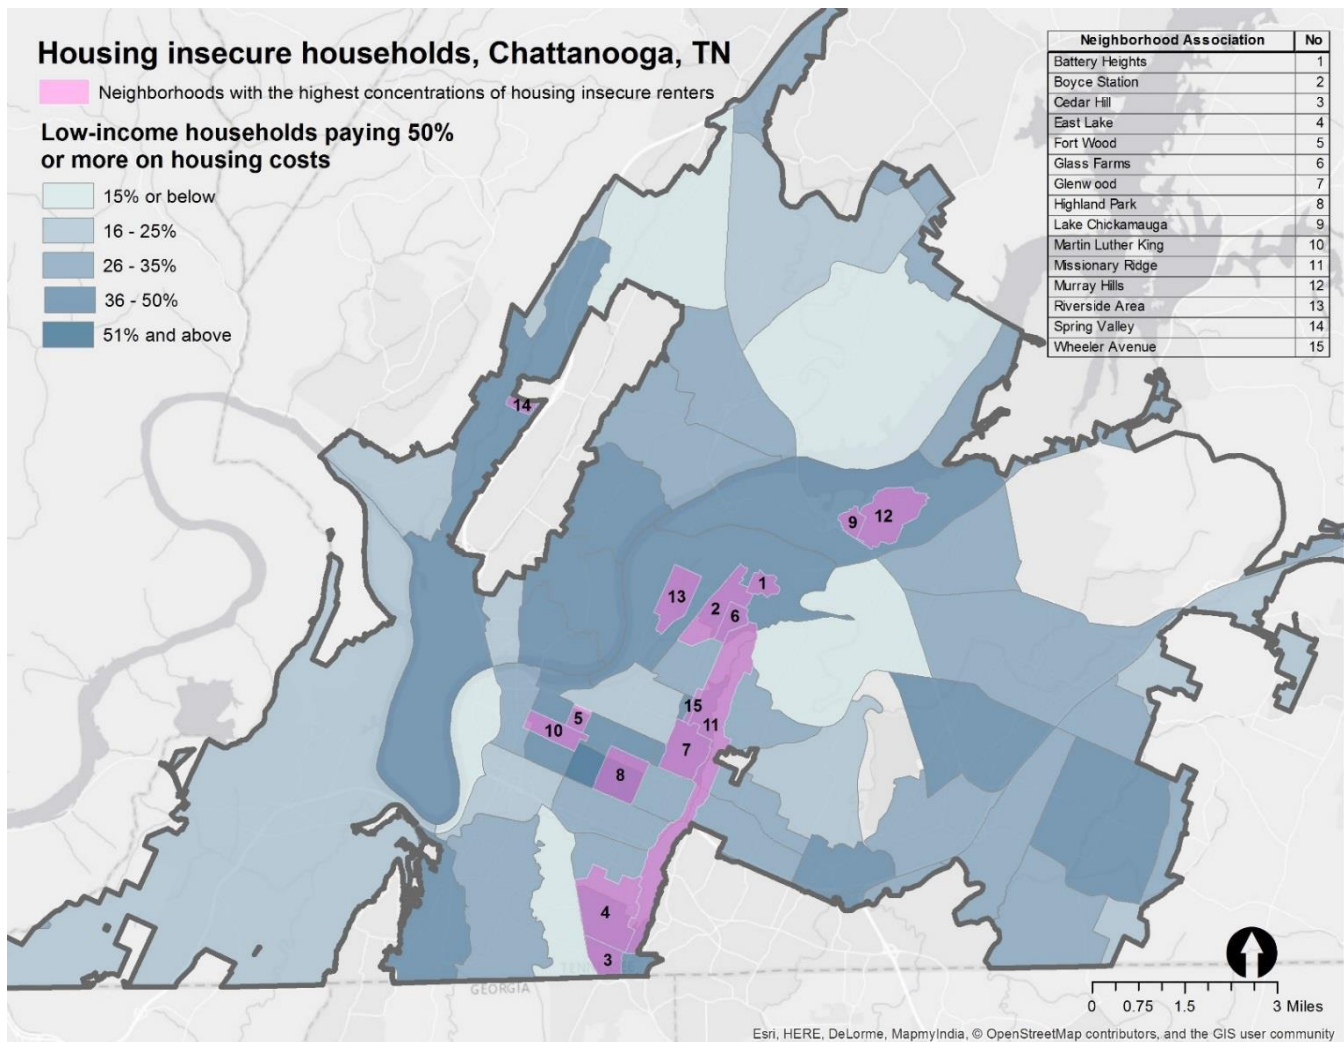 Housing insecure households, Chattanooga, TN
Neighborhoods with the highest concentrations of housing insecure renters
Low-income households paying 50%
or more on housing costs
15% or below
16 - 25%
26 - 35%
36 - 50%
51% and above
Neighborhood Association No
Battery Heights 1
Boyce Station 2
Cedar Hill 3
East Lake 4
Fort Wood 5
Glass Farms 6
Glenwood 7
Highland Park 8
Lake Chickamauga 9
Martin Luther King 10
Missionary Ridge 11
Murray Hills 12
Riverside Area 13
Spring Valley 14
Wheeler Avenue 15
14
9
12
1
13
2
6
15
5
11
10
7
8
4
3
GEORGIA
0 0.75 1.5 3 Miles
Esri, HERE, DeLorme, MapmyIndia, © OpenStreetMap contributors, and the GIS user community